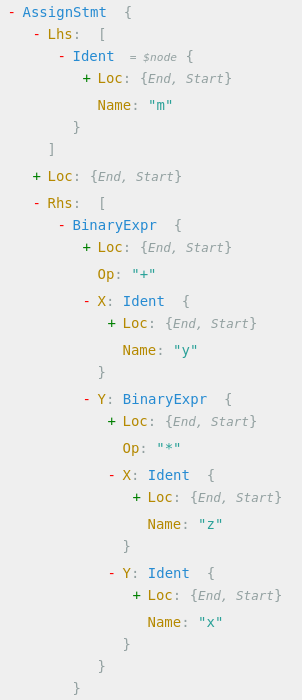 - AssignStmt {
- Lhs: [
- Ident = $node {
+ Loc: {End, Start}
Name: "m"
}
]
+ Loc: {End, Start}
- Rhs: [
- BinaryExpr {
+ Loc: {End, Start}
Op: "+"
- X: Ident {
+ Loc: {End, Start}
Name: "y"
}
- Y: BinaryExpr {
+ Loc: {End, Start}
Op: "*"
- X: Ident {
+ Loc: {End, Start}
Name: "z"
}
- Y: Ident {
+ Loc: {End, Start}
Name: "x"
}
}
}